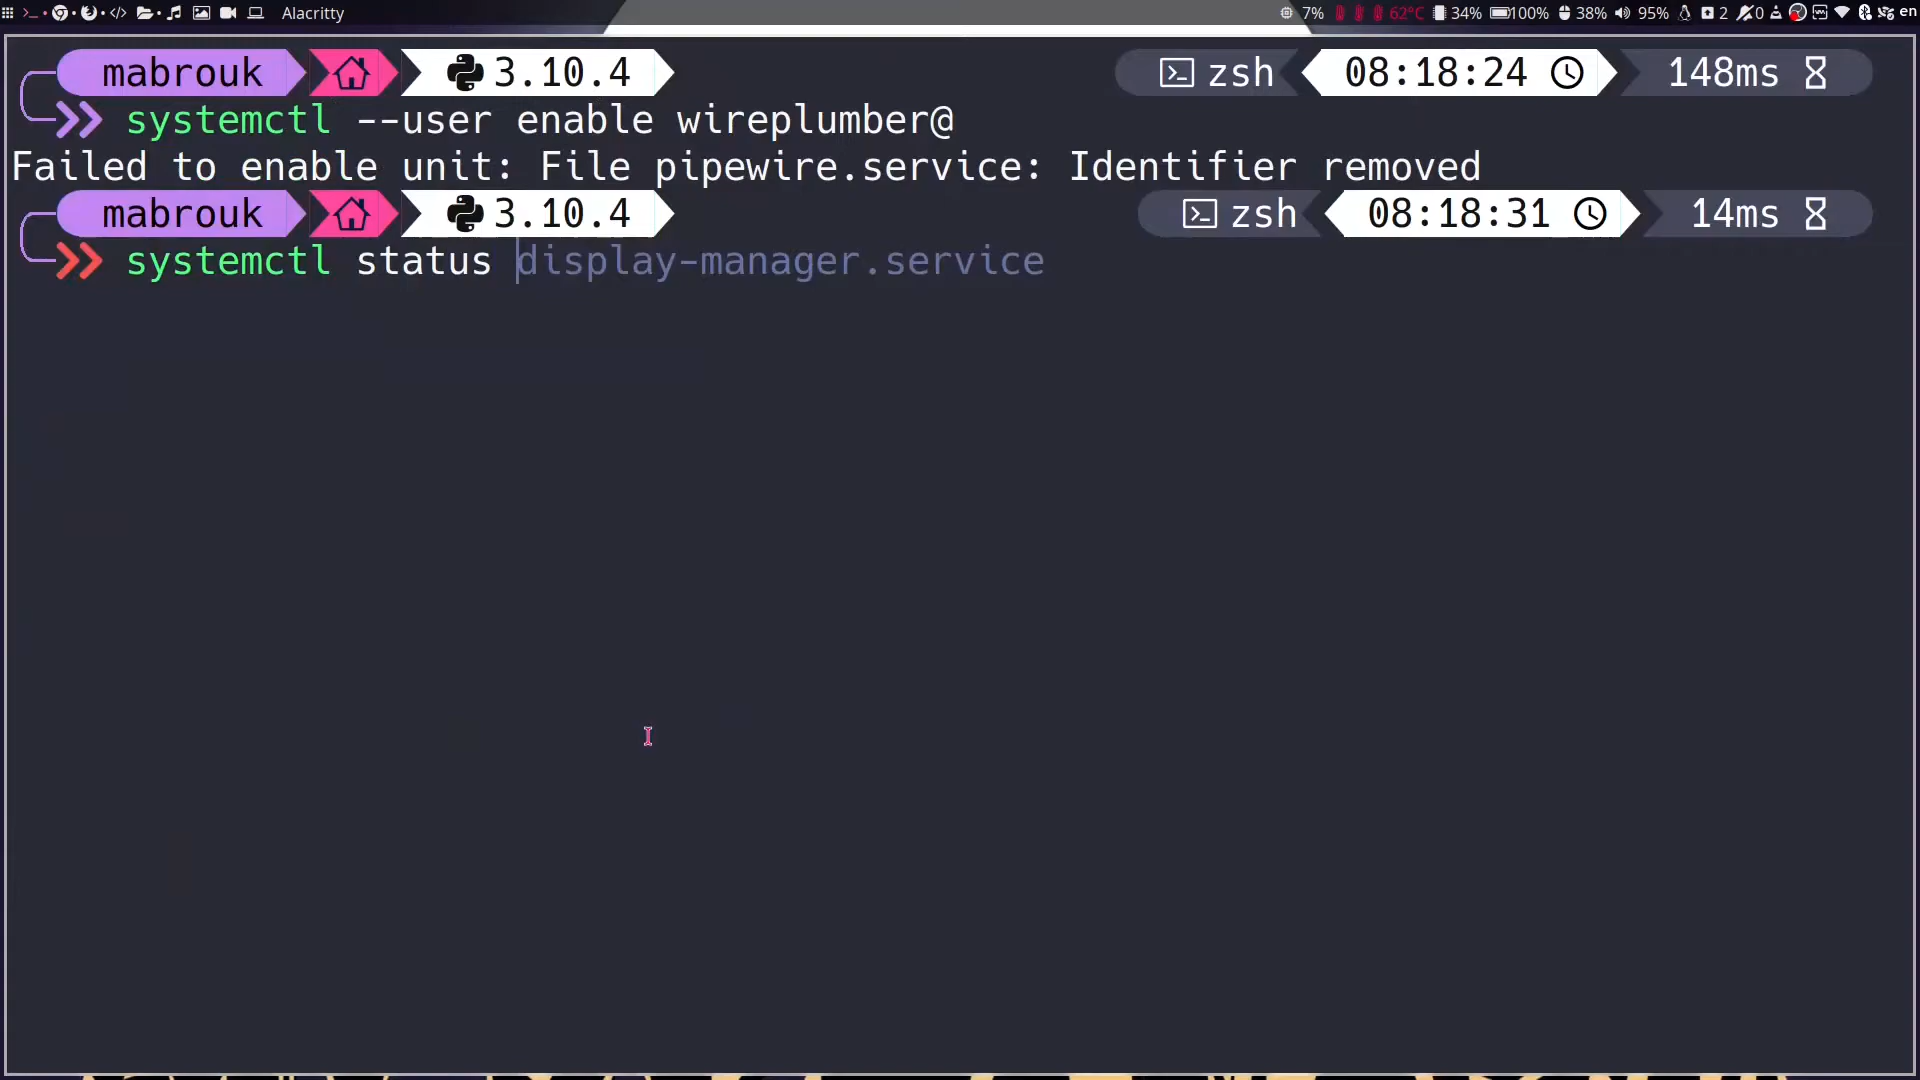 Alacritty 7% 62°C 34% 100% 38% 95% 2 0 en
mabrouk 3.10.4 zsh 08:18:24 148ms
systemctl --user enable wireplumber@
Failed to enable unit: File pipewire.service: Identifier removed
mabrouk 3.10.4 zsh 08:18:31 14ms
systemctl status display-manager.service